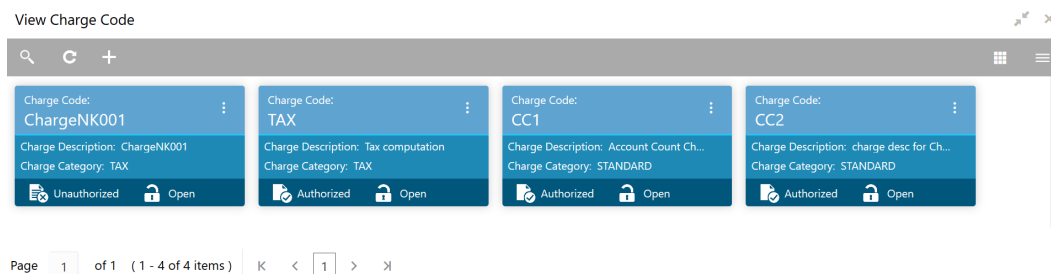 View Charge Code
Charge Code:
ChargeNK001
Charge Description: ChargeNK001
Charge Category: TAX
Unauthorized Open
Charge Code:
TAX
Charge Description: Tax computation
Charge Category: TAX
Authorized Open
Charge Code:
CC1
Charge Description: Account Count Ch...
Charge Category: STANDARD
Authorized Open
Charge Code:
CC2
Charge Description: charge desc for Ch...
Charge Category: STANDARD
Authorized Open
Page 1 of 1 ( 1 - 4 of 4 items ) 1